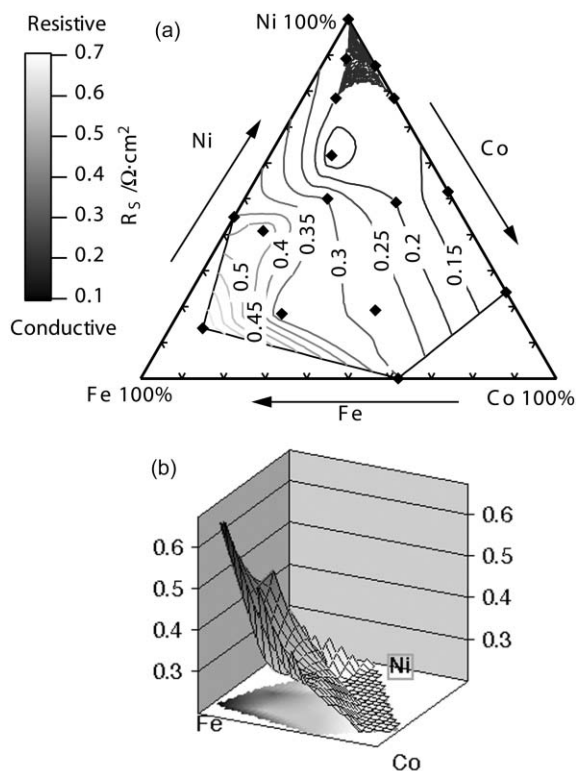 Resistive
0.7
0.6
0.5
0.4
0.3
0.2
0.1
Conductive
R_S /Ω·cm²
(a)
Ni 100%
Ni
Co
0.5
0.45
0.4
0.35
0.3
0.25
0.2
0.15
Fe 100%
Fe
Co 100%
(b)
0.6
0.5
0.4
0.3
0.6
0.5
0.4
0.3
Ni
Fe
Co